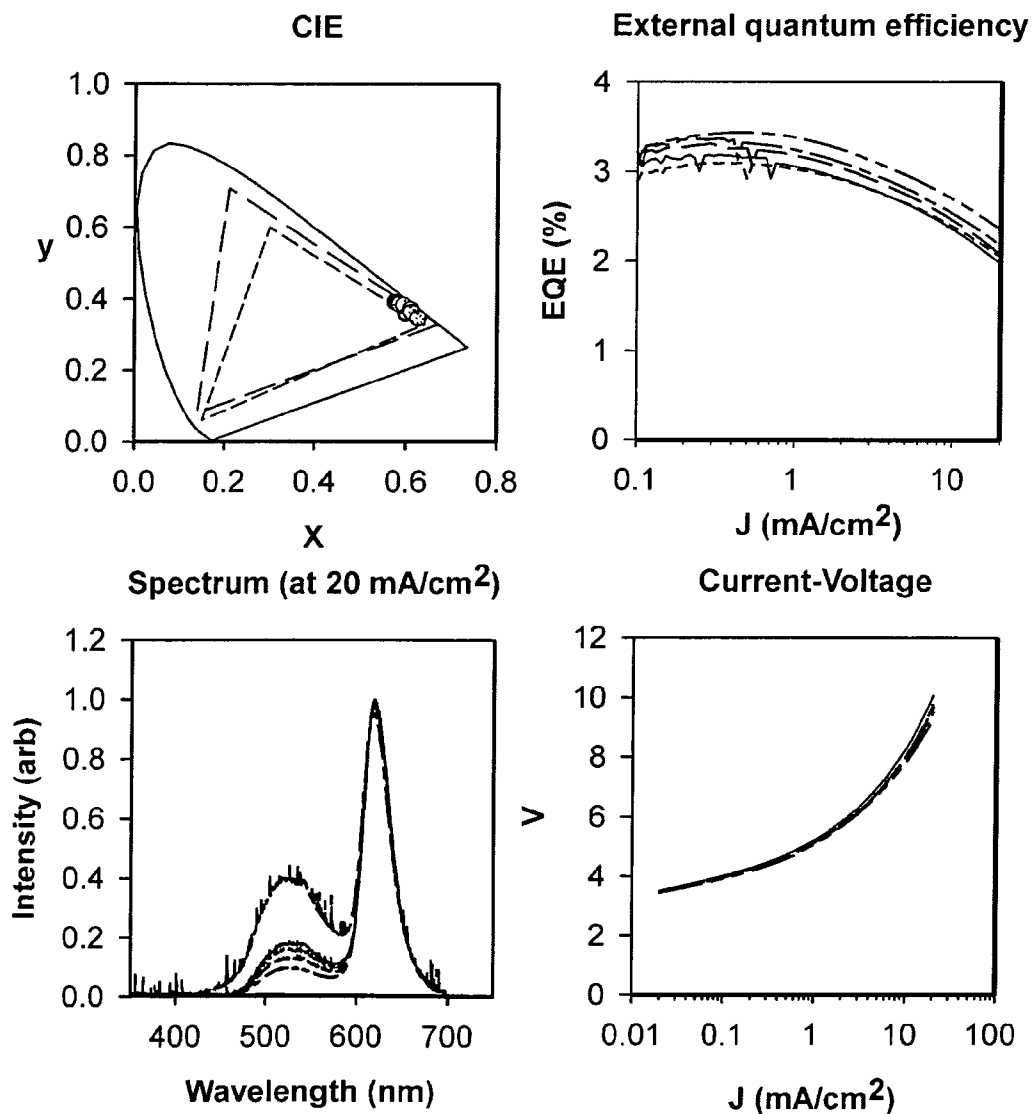 CIE
1.0
0.8
0.6
0.4
0.2
0.0
y
0.0 0.2 0.4 0.6 0.8
X
External quantum efficiency
4
3
2
1
0
EQE (%)
0.1 1 10
J (mA/cm2)
Spectrum (at 20 mA/cm2)
1.2
1.0
0.8
0.6
0.4
0.2
0.0
Intensity (arb)
400 500 600 700
Wavelength (nm)
Current-Voltage
12
10
8
6
4
2
0
V
0.01 0.1 1 10 100
J (mA/cm2)